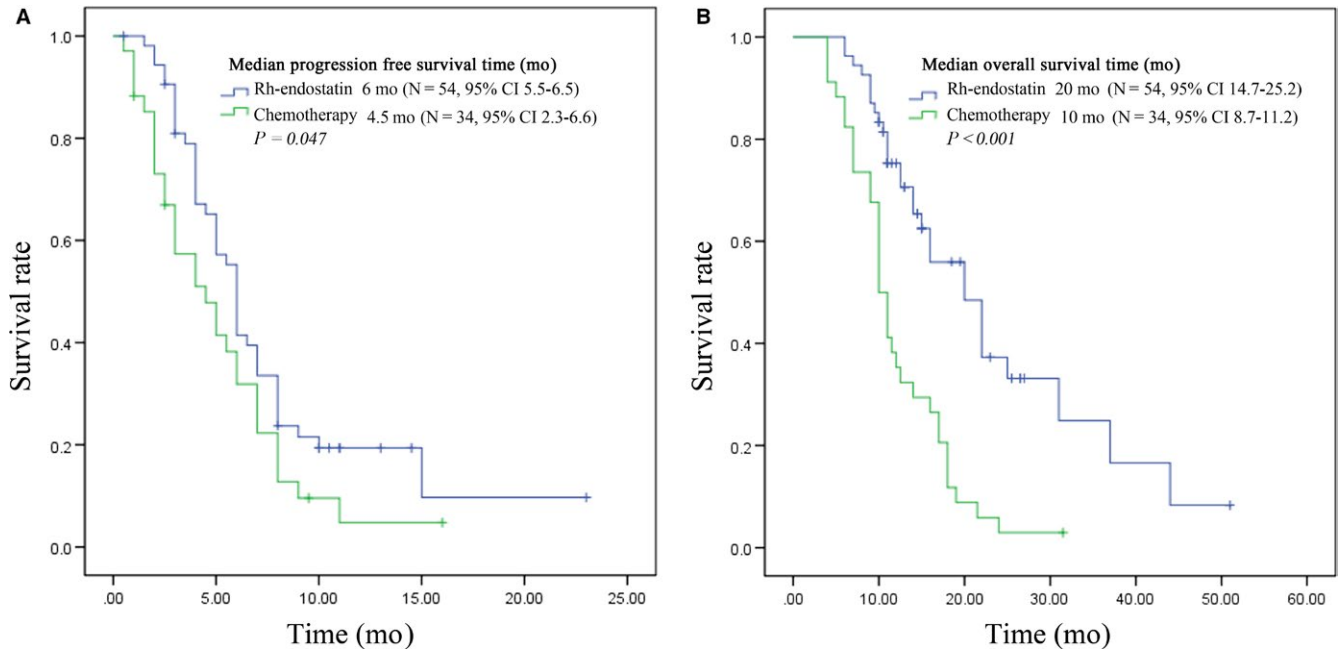 A
Median progression free survival time (mo)
Rh-endostatin 6 mo (N = 54, 95% CI 5.5-6.5)
Chemotherapy 4.5 mo (N = 34, 95% CI 2.3-6.6)
P = 0.047
1.0
0.8
0.6
0.4
0.2
0.0
Survival rate
.00 5.00 10.00 15.00 20.00 25.00
Time (mo)
B
Median overall survival time (mo)
Rh-endostatin 20 mo (N = 54, 95% CI 14.7-25.2)
Chemotherapy 10 mo (N = 34, 95% CI 8.7-11.2)
P < 0.001
1.0
0.8
0.6
0.4
0.2
0.0
Survival rate
.00 10.00 20.00 30.00 40.00 50.00 60.00
Time (mo)